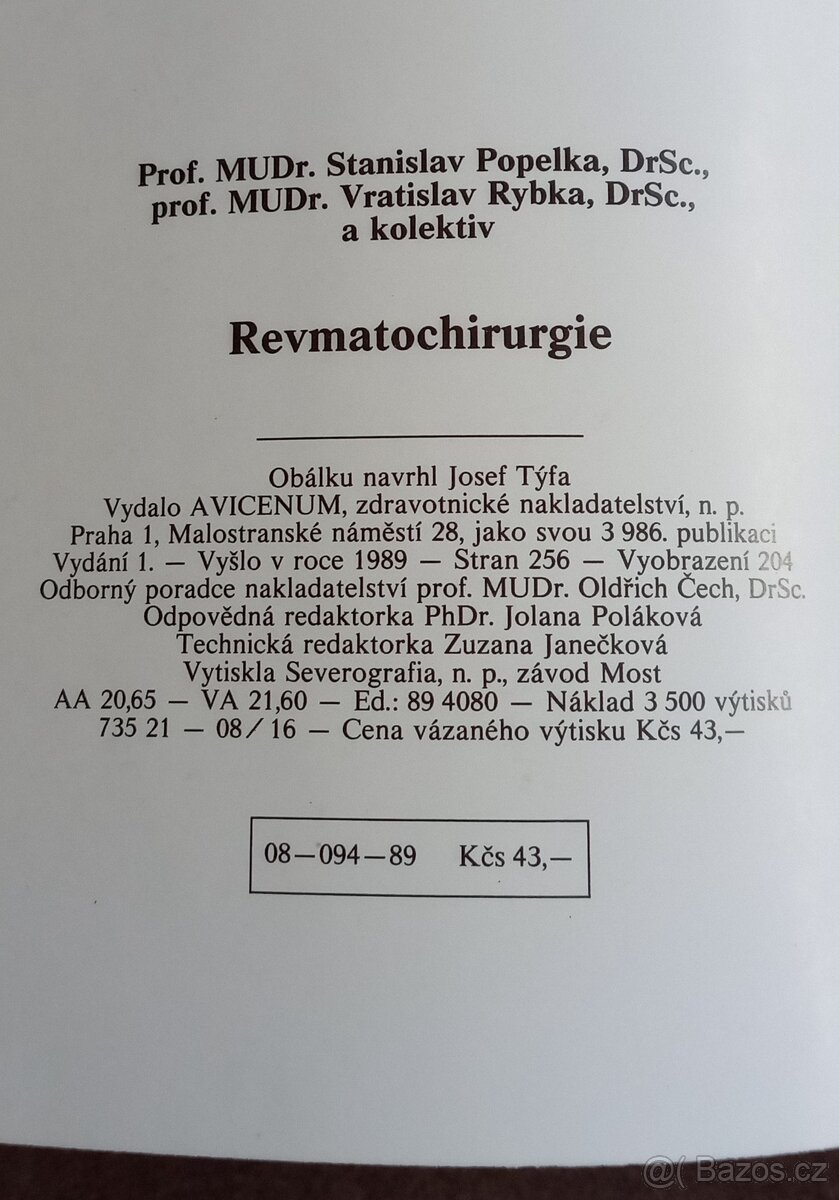 Prof. MUDr. Stanislav Popelka, DrSc.,
prof. MUDr. Vratislav Rybka, DrSc.,
a kolektiv
Revmatochirurgie
Obálku navrhl Josef Týfa
Vydalo AVICENUM, zdravotnické nakladatelství, n. p.
Praha 1, Malostranské náměstí 28, jako svou 3 986. publikaci
Vydání 1. — Vyšlo v roce 1989 — Stran 256 — Vyobrazení 204
Odborný poradce nakladatelství prof. MUDr. Oldřich Čech, DrSc.
Odpovědná redaktorka PhDr. Jolana Poláková
Technická redaktorka Zuzana Janečková
Vytiskla Severografia, n. p., závod Most
AA 20,65 — VA 21,60 — Ed.: 89 4080 — Náklad 3 500 výtisků
735 21 — 08/16 — Cena vázaného výtisku Kčs 43,—
08—094—89 Kčs 43,—
@( Bazos.cz